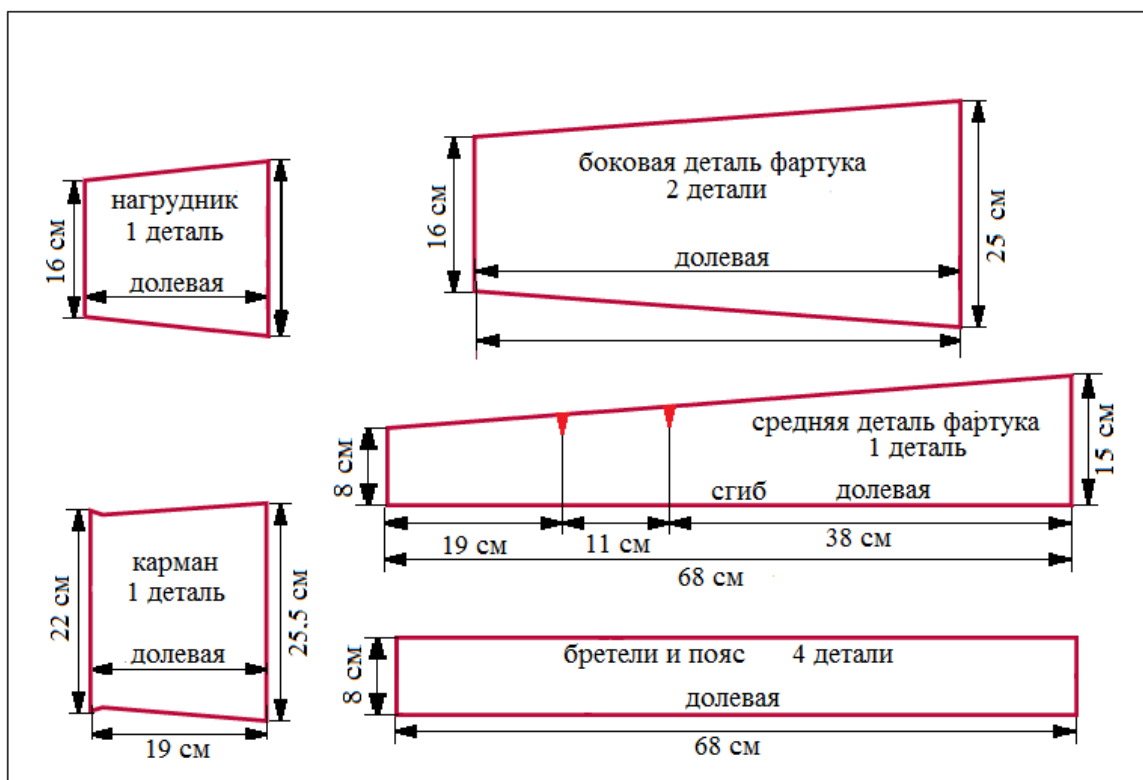 нагрудник
1 деталь
долевая
16 см
боковая деталь фартука
2 детали
долевая
16 см
25 см
средняя деталь фартука
1 деталь
сгиб долевая
8 см
15 см
19 см
11 см
38 см
68 см
карман
1 деталь
долевая
22 см
25.5 см
19 см
бретели и пояс 4 детали
долевая
8 см
68 см